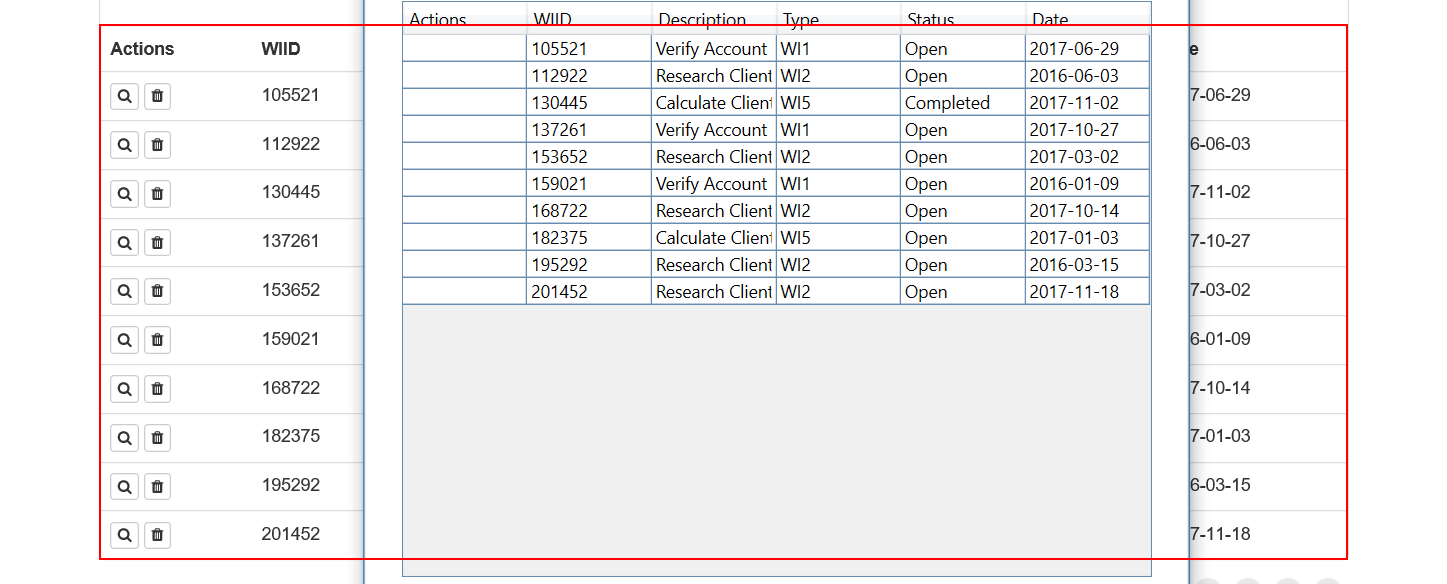 Actions WIID Description Type Status Date
Actions WIID e
105521 Verify Account WI1 Open 2017-06-29
112922 Research Client WI2 Open 2016-06-03
130445 Calculate Client WI5 Completed 2017-11-02
137261 Verify Account WI1 Open 2017-10-27
153652 Research Client WI2 Open 2017-03-02
159021 Verify Account WI1 Open 2016-01-09
168722 Research Client WI2 Open 2017-10-14
182375 Calculate Client WI5 Open 2017-01-03
195292 Research Client WI2 Open 2016-03-15
201452 Research Client WI2 Open 2017-11-18
105521 7-06-29
112922 6-06-03
130445 7-11-02
137261 7-10-27
153652 7-03-02
159021 6-01-09
168722 7-10-14
182375 7-01-03
195292 6-03-15
201452 7-11-18